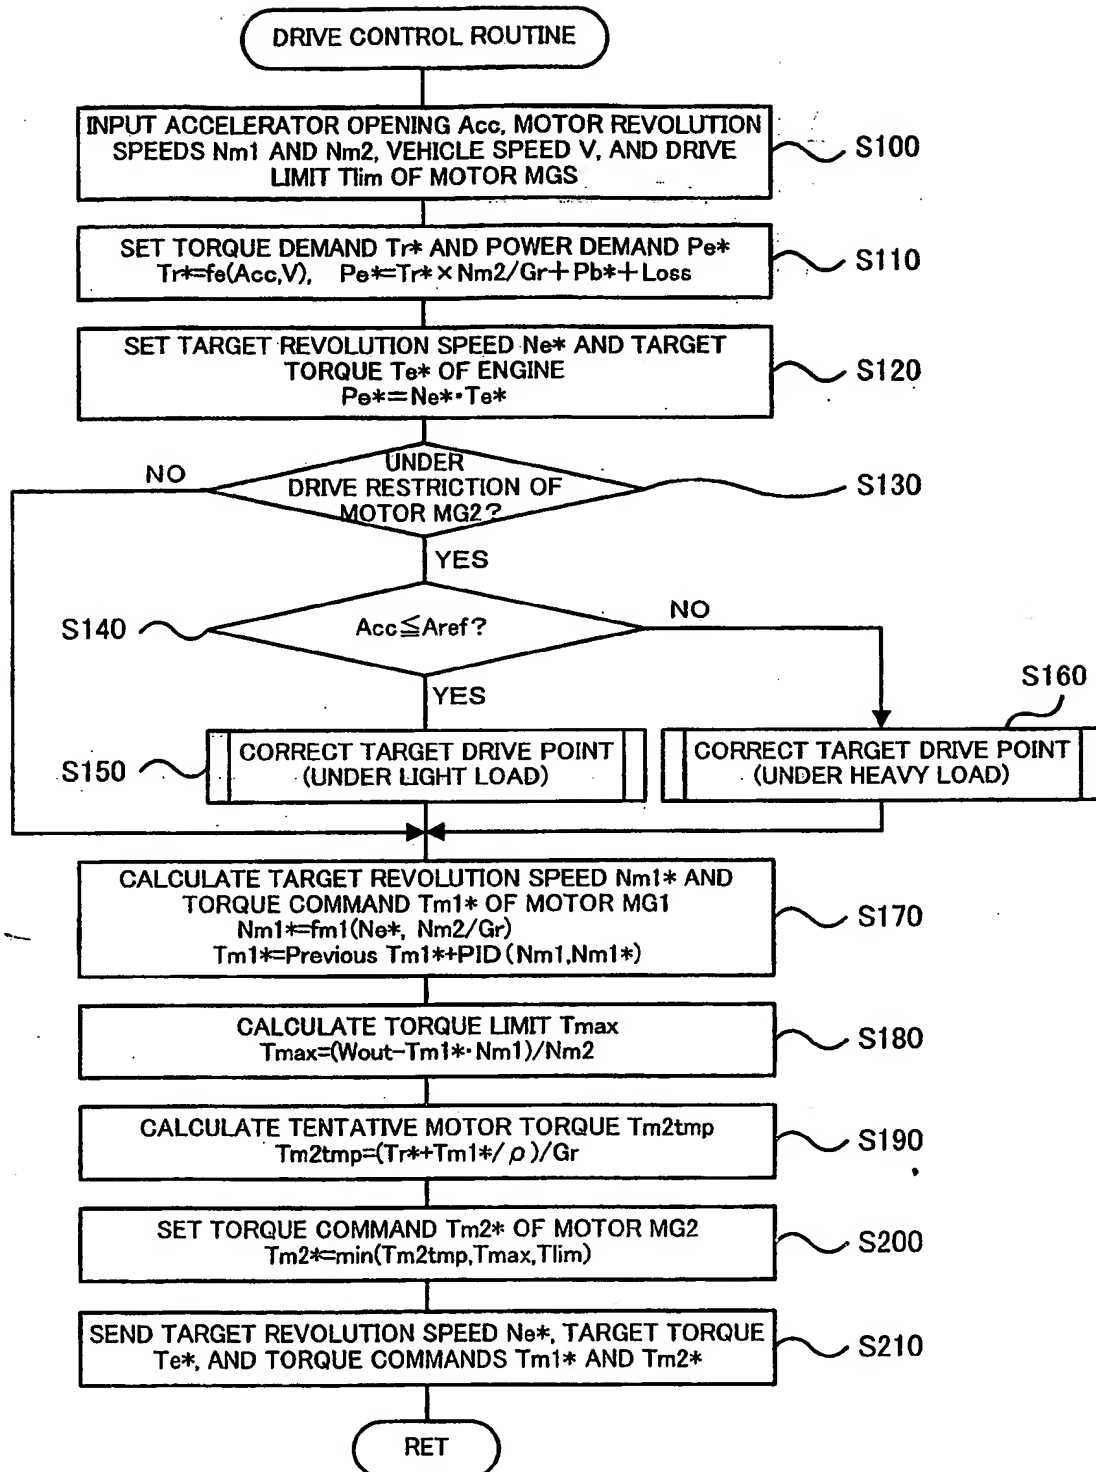 DRIVE CONTROL ROUTINE
INPUT ACCELERATOR OPENING Acc, MOTOR REVOLUTION
SPEEDS Nm1 AND Nm2, VEHICLE SPEED V, AND DRIVE
LIMIT Tlim OF MOTOR MGS
S100
SET TORQUE DEMAND Tr* AND POWER DEMAND Pe*
Tr*=fe(Acc,V), Pe*=Tr*×Nm2/Gr+Pb*+Loss
S110
SET TARGET REVOLUTION SPEED Ne* AND TARGET
TORQUE Te* OF ENGINE
Pe*=Ne*·Te*
S120
UNDER
DRIVE RESTRICTION OF
MOTOR MG2?
NO
S130
YES
S140
Acc≦Aref?
NO
YES
S160
S150
CORRECT TARGET DRIVE POINT
(UNDER LIGHT LOAD)
CORRECT TARGET DRIVE POINT
(UNDER HEAVY LOAD)
CALCULATE TARGET REVOLUTION SPEED Nm1* AND
TORQUE COMMAND Tm1* OF MOTOR MG1
Nm1*=fm1(Ne*, Nm2/Gr)
Tm1*=Previous Tm1*+PID(Nm1,Nm1*)
S170
CALCULATE TORQUE LIMIT Tmax
Tmax=(Wout-Tm1*·Nm1)/Nm2
S180
CALCULATE TENTATIVE MOTOR TORQUE Tm2tmp
Tm2tmp=(Tr*+Tm1*/ρ)/Gr
S190
SET TORQUE COMMAND Tm2* OF MOTOR MG2
Tm2*=min(Tm2tmp,Tmax,Tlim)
S200
SEND TARGET REVOLUTION SPEED Ne*, TARGET TORQUE
Te*, AND TORQUE COMMANDS Tm1* AND Tm2*
S210
RET